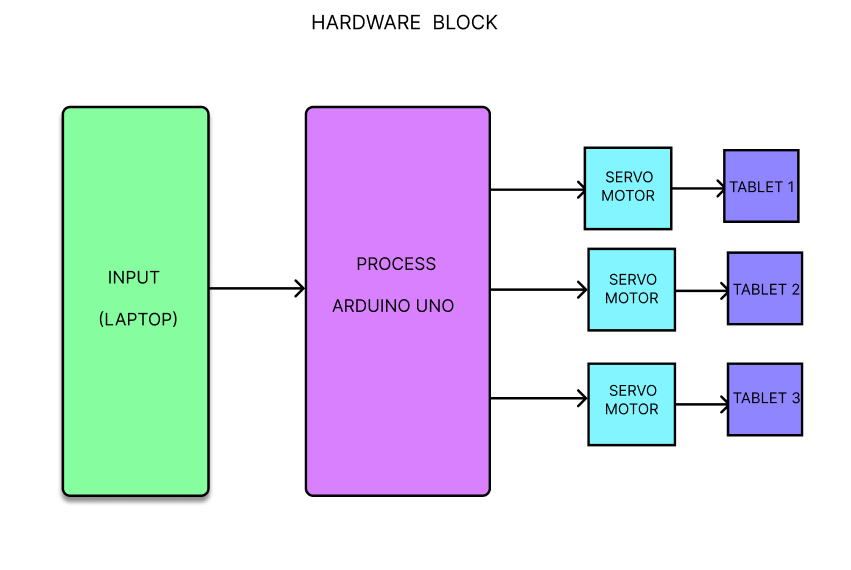 HARDWARE BLOCK
INPUT
(LAPTOP)
PROCESS
ARDUINO UNO
SERVO
MOTOR
TABLET 1
SERVO
MOTOR
TABLET 2
SERVO
MOTOR
TABLET 3